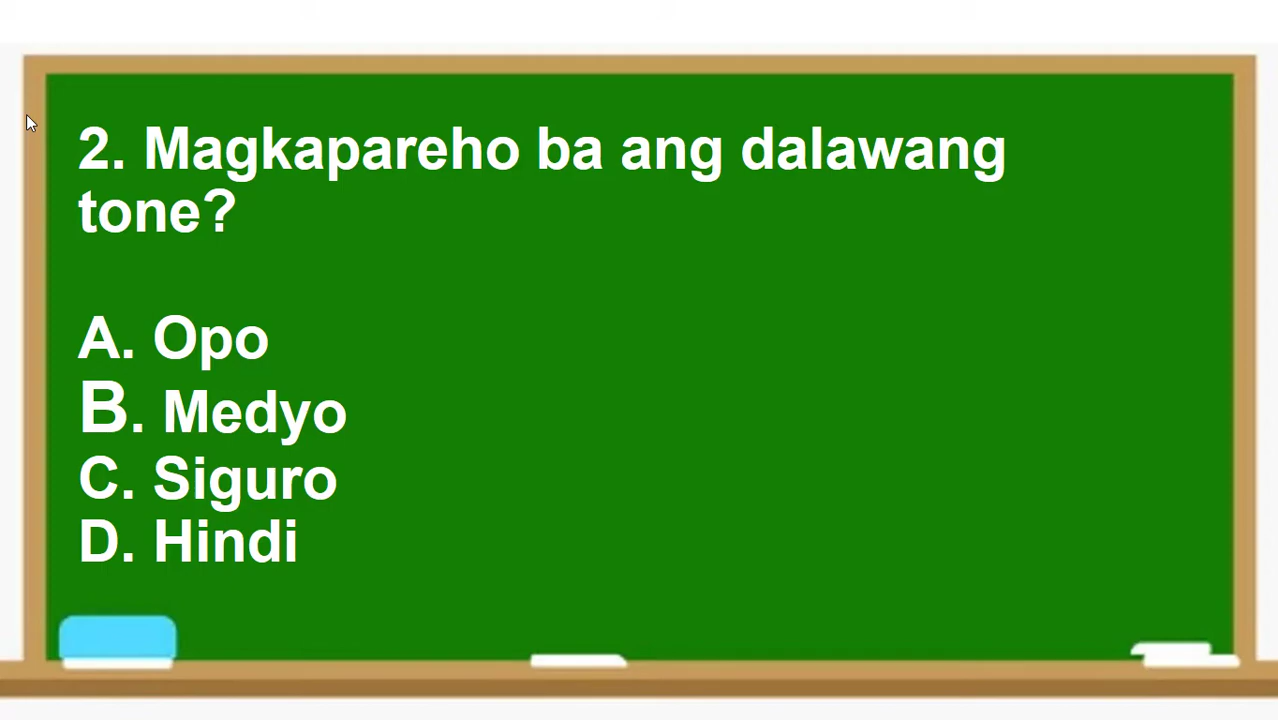 2. Magkapareho ba ang dalawang
tone?
A. Opo
B. Medyo
C. Siguro
D. Hindi